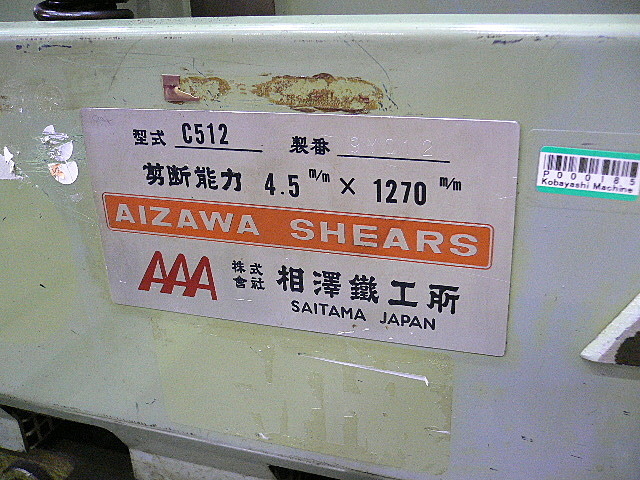 型式 C512 製番
剪断能力 4.5 m/m × 1270 m/m
AIZAWA SHEARS
AAA 株式會社 相澤鐵工所
SAITAMA JAPAN
P000185
Kobayashi Machine